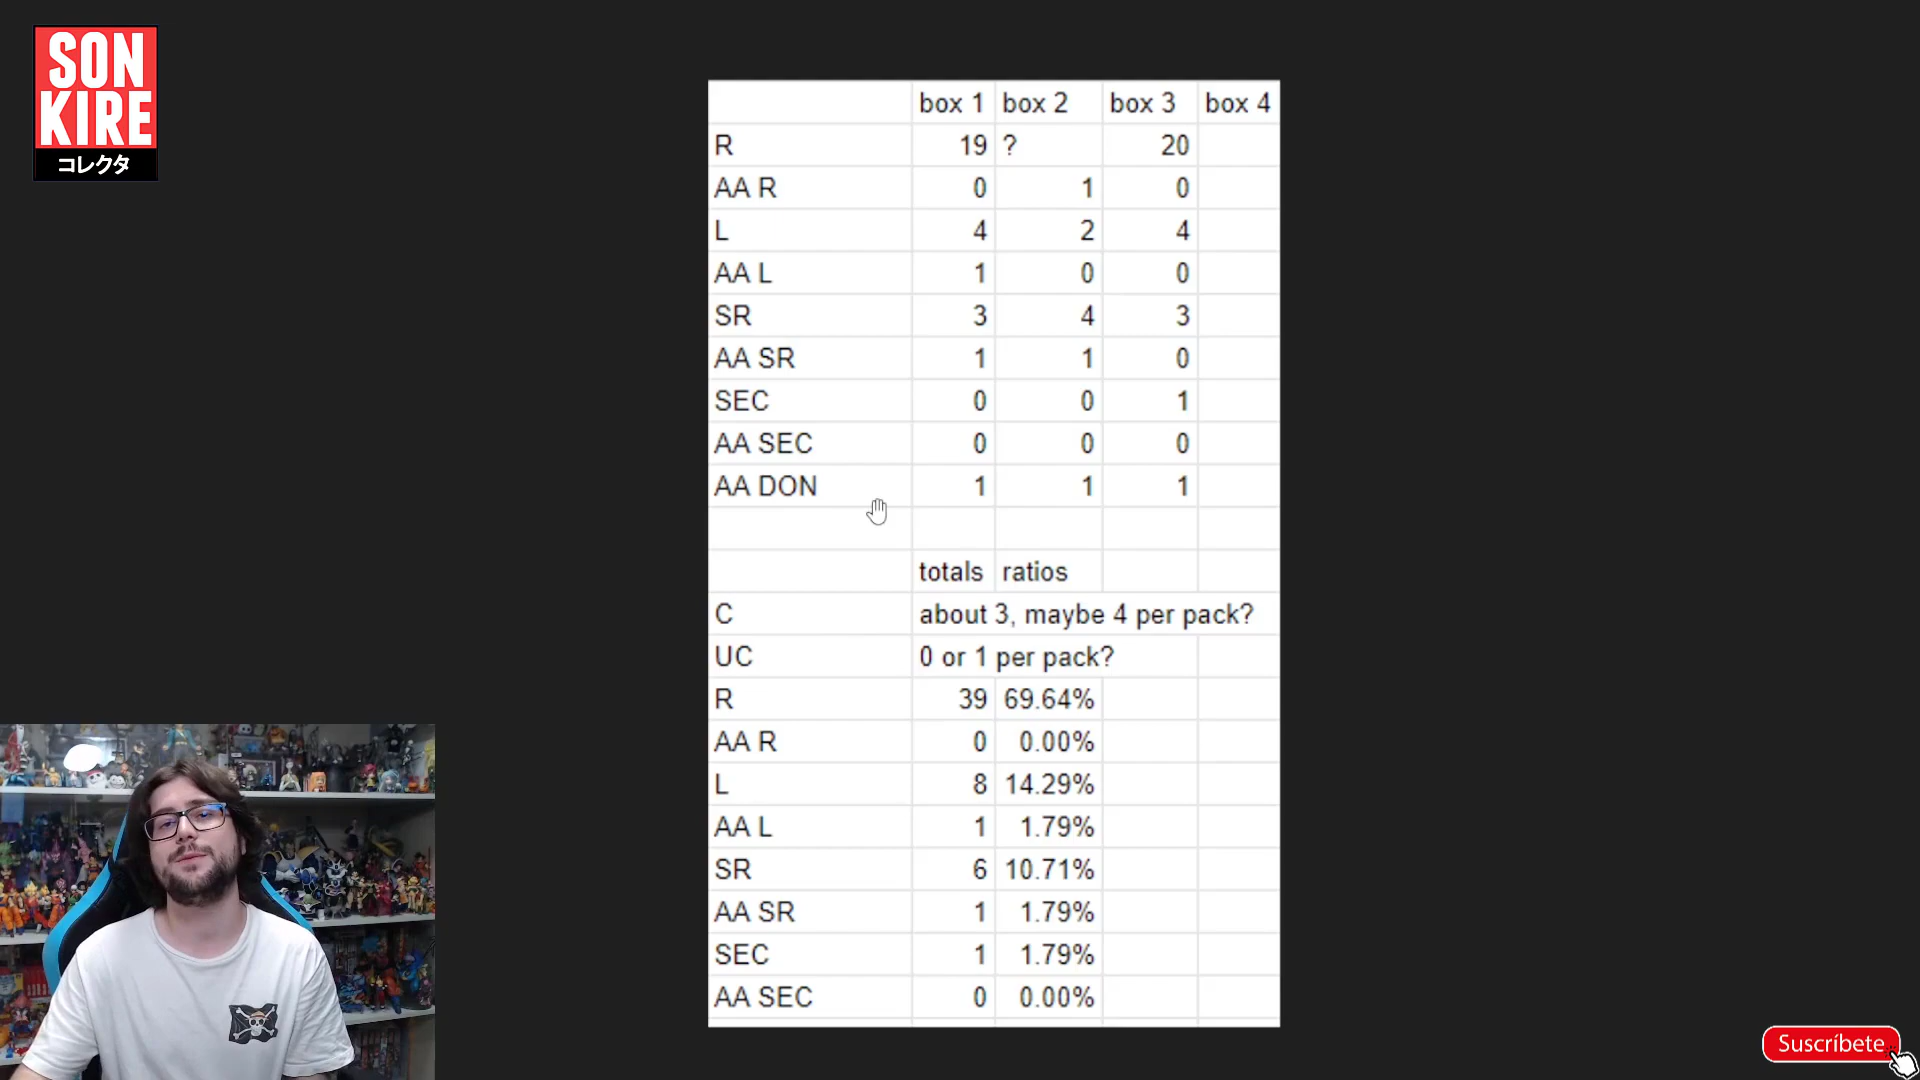 SON
KIRE
コレクタ
box 1 box 2 box 3 box 4
R 19 ? 20
AA R 0 1 0
L 4 2 4
AA L 1 0 0
SR 3 4 3
AA SR 1 1 0
SEC 0 0 1
AA SEC 0 0 0
AA DON 1 1 1
totals ratios
C about 3, maybe 4 per pack?
UC 0 or 1 per pack?
R 39 69.64%
AA R 0 0.00%
L 8 14.29%
AA L 1 1.79%
SR 6 10.71%
AA SR 1 1.79%
SEC 1 1.79%
AA SEC 0 0.00%
Suscríbete